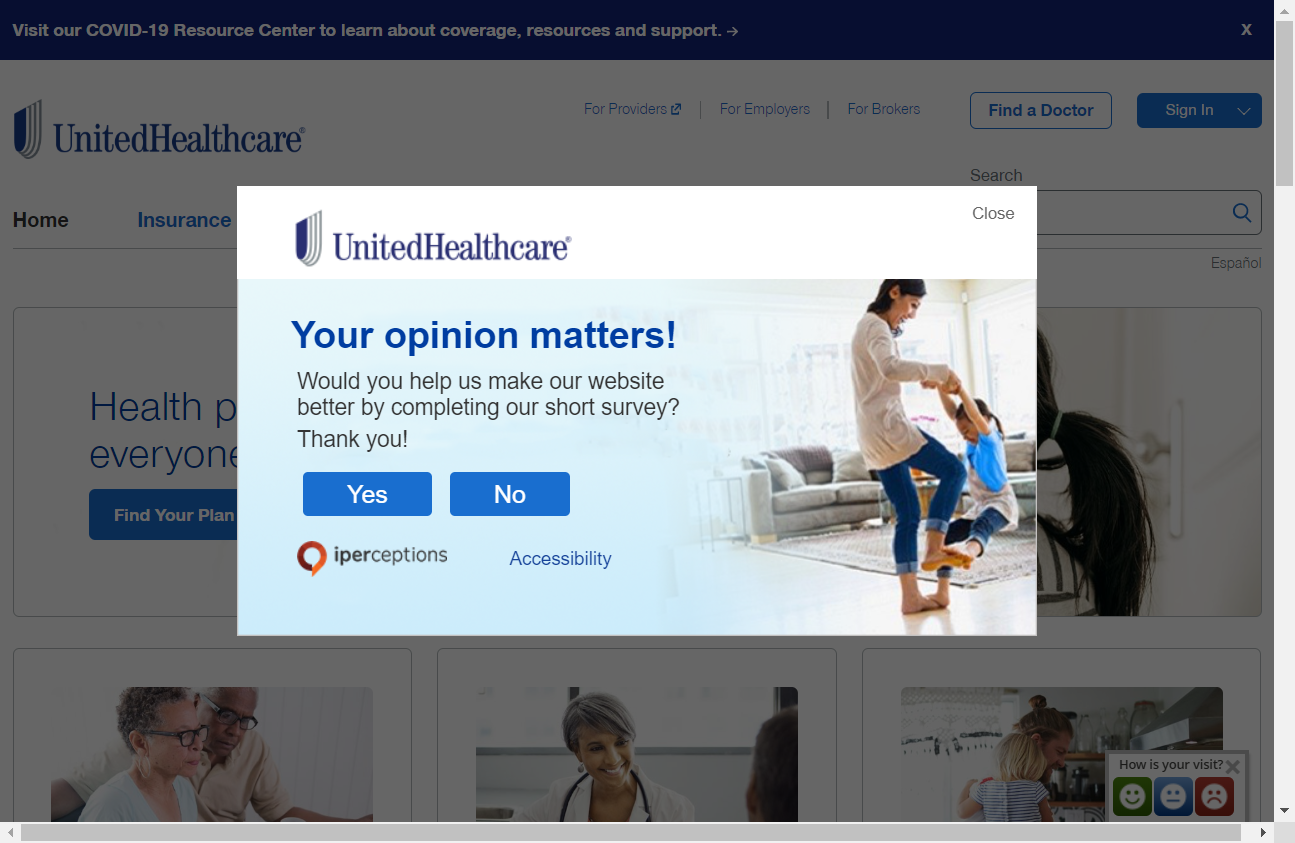 Visit our COVID-19 Resource Center to learn about coverage, resources and support. →
X
For Providers
For Employers
For Brokers
Find a Doctor
Sign In
UnitedHealthcare®
Search
Home
Insurance
Close
UnitedHealthcare®
Español
Your opinion matters!
Would you help us make our website
better by completing our short survey?
Thank you!
Yes
No
iperceptions
Accessibility
Health p
everyone
Find Your Plan
How is your visit?